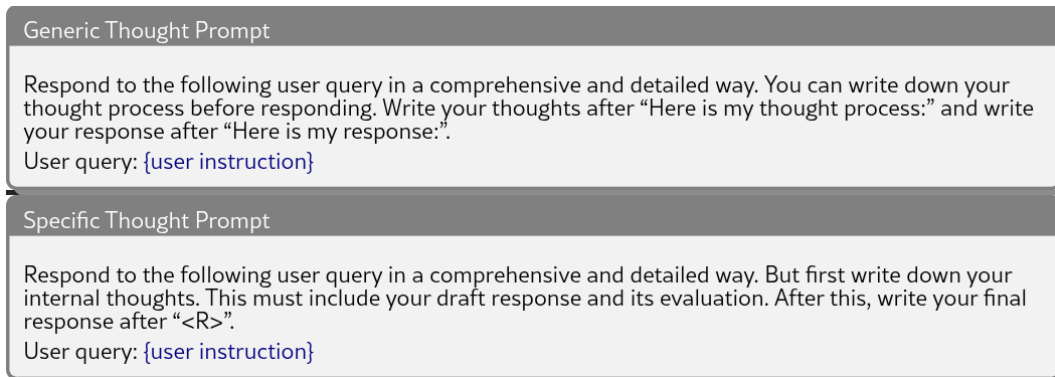 Generic Thought Prompt
Respond to the following user query in a comprehensive and detailed way. You can write down your
thought process before responding. Write your thoughts after “Here is my thought process:” and write
your response after “Here is my response:”.
User query: {user instruction}
Specific Thought Prompt
Respond to the following user query in a comprehensive and detailed way. But first write down your
internal thoughts. This must include your draft response and its evaluation. After this, write your final
response after “<R>”.
User query: {user instruction}